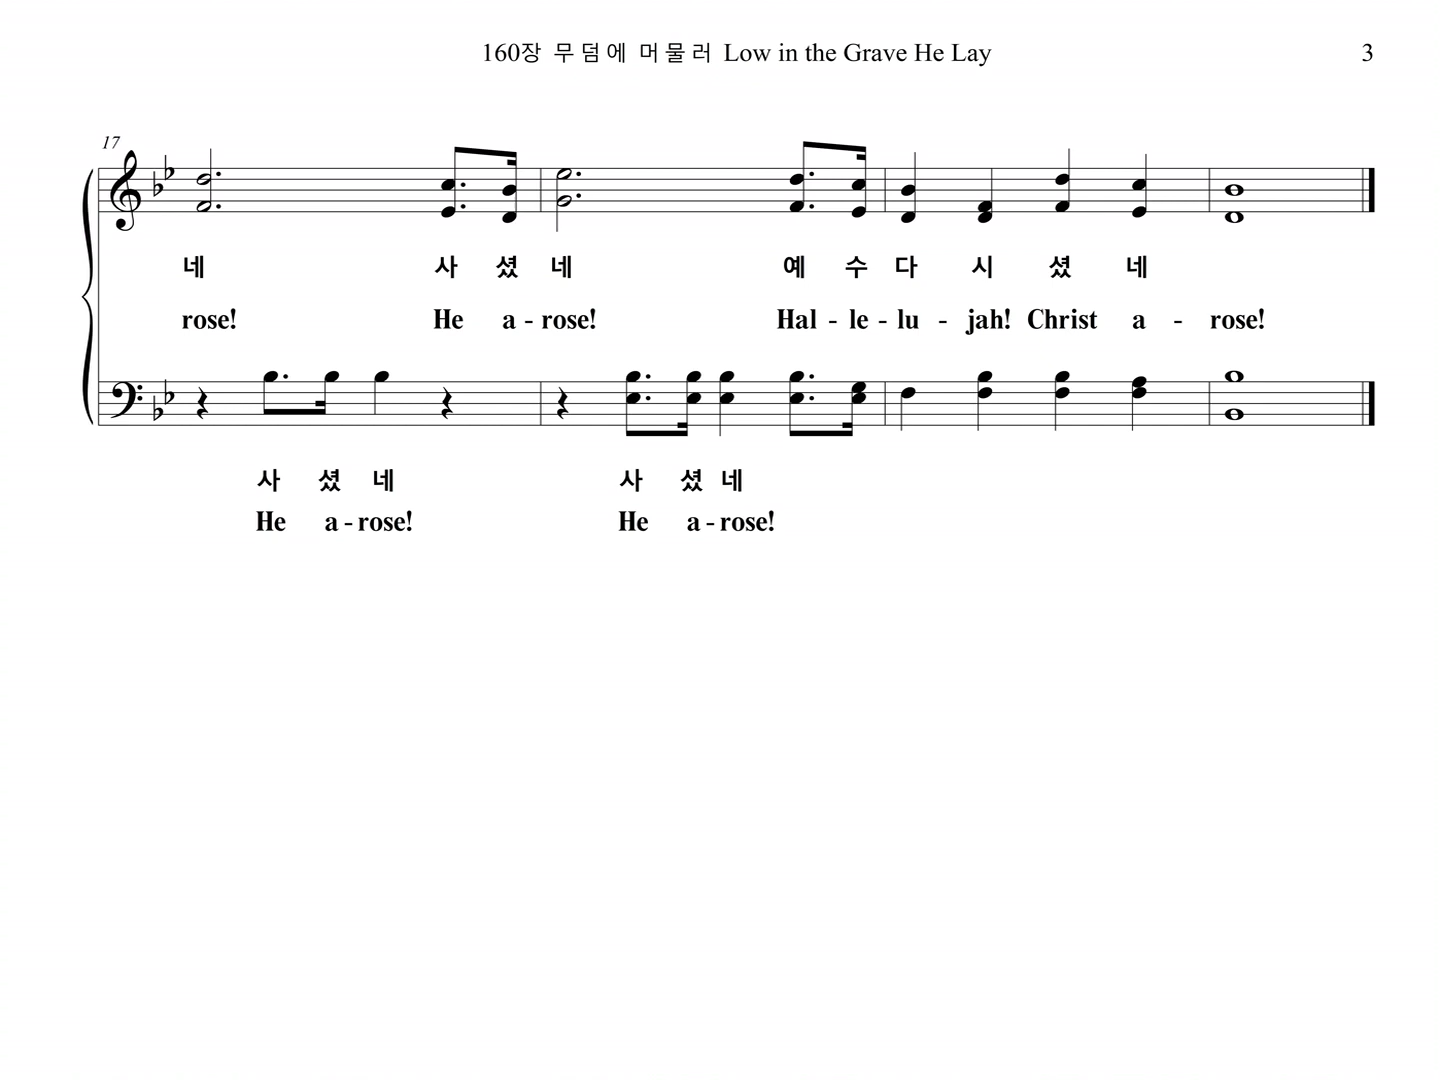 160장 무덤에 머물러 Low in the Grave He Lay 3
17
네 사 셨 네 예 수 다 시 셨 네
rose! He a - rose! Hal - le - lu - jah! Christ a - rose!
사 셨 네 사 셨 네
He a - rose! He a - rose!